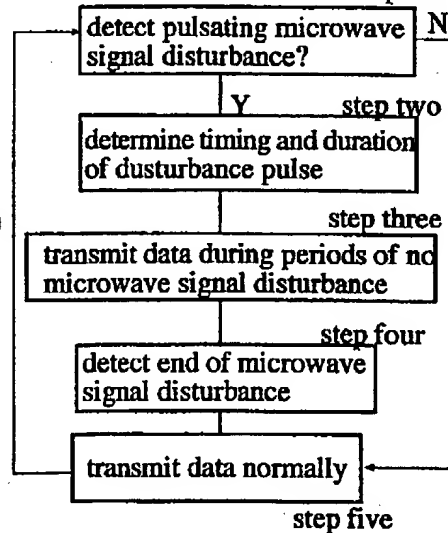 detect pulsating microwave
signal disturbance?
N
Y
step two
determine timing and duration
of dusturbance pulse
step three
transmit data during periods of no
microwave signal disturbance
step four
detect end of microwave
signal disturbance
transmit data normally
step five